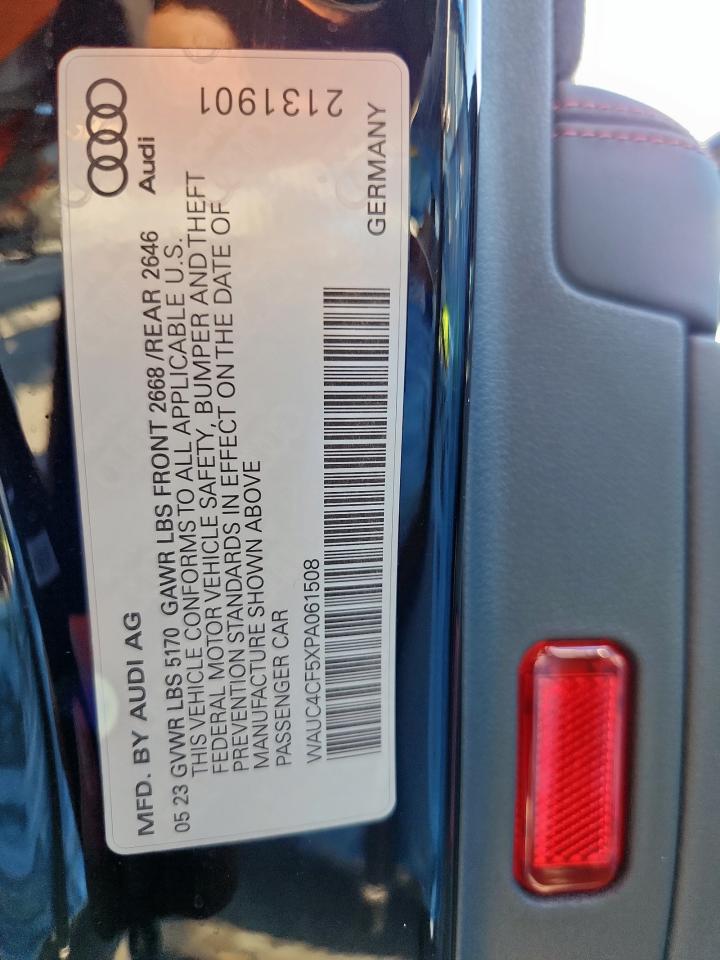 MFD. BY AUDI AG
Audi
05 23 GVWR LBS 5170 GAWR LBS FRONT 2668 /REAR 2646
THIS VEHICLE CONFORMS TO ALL APPLICABLE U.S.
FEDERAL MOTOR VEHICLE SAFETY, BUMPER AND THEFT
PREVENTION STANDARDS IN EFFECT ON THE DATE OF
MANUFACTURE SHOWN ABOVE
PASSENGER CAR
WAUC4CF5XPA061508
GERMANY
2131901